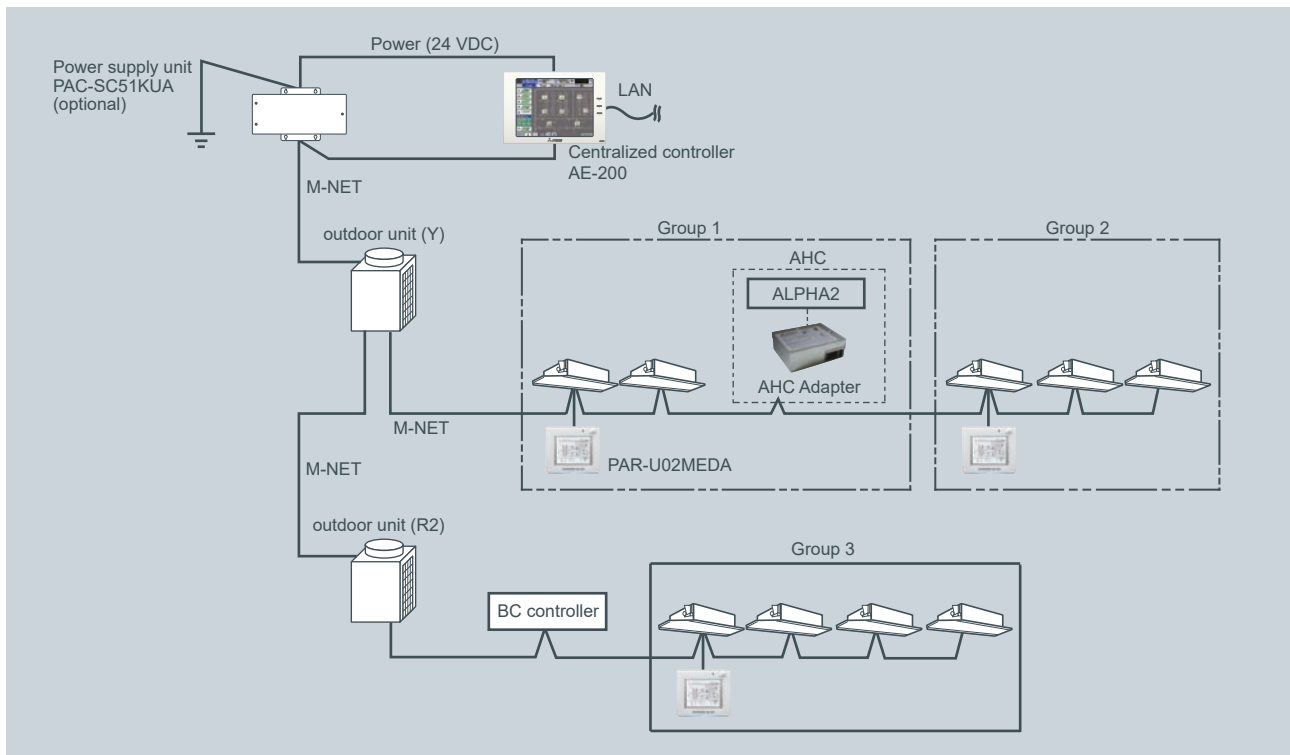 Power (24 VDC)
Power supply unit
PAC-SC51KUA
(optional)
LAN
Centralized controller
AE-200
M-NET
outdoor unit (Y)
Group 1
Group 2
AHC
ALPHA2
AHC Adapter
M-NET
PAR-U02MEDA
M-NET
outdoor unit (R2)
Group 3
BC controller